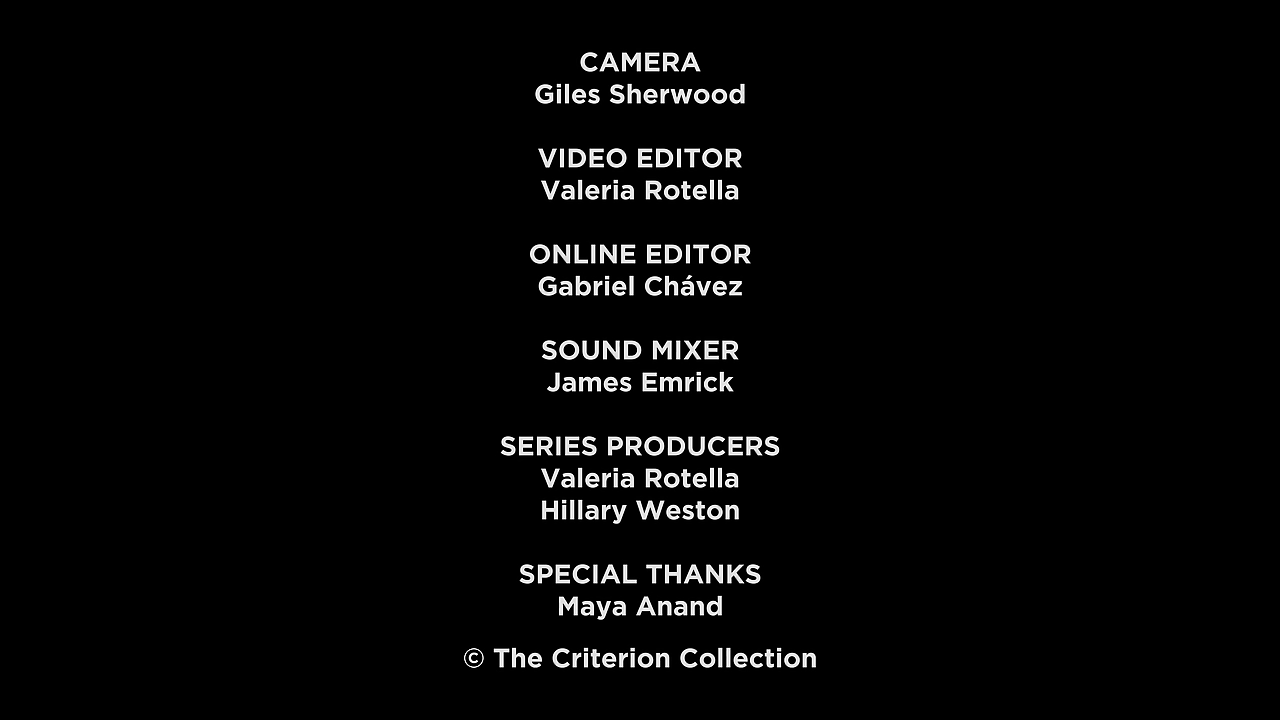 CAMERA
Giles Sherwood
VIDEO EDITOR
Valeria Rotella
ONLINE EDITOR
Gabriel Chávez
SOUND MIXER
James Emrick
SERIES PRODUCERS
Valeria Rotella
Hillary Weston
SPECIAL THANKS
Maya Anand
© The Criterion Collection